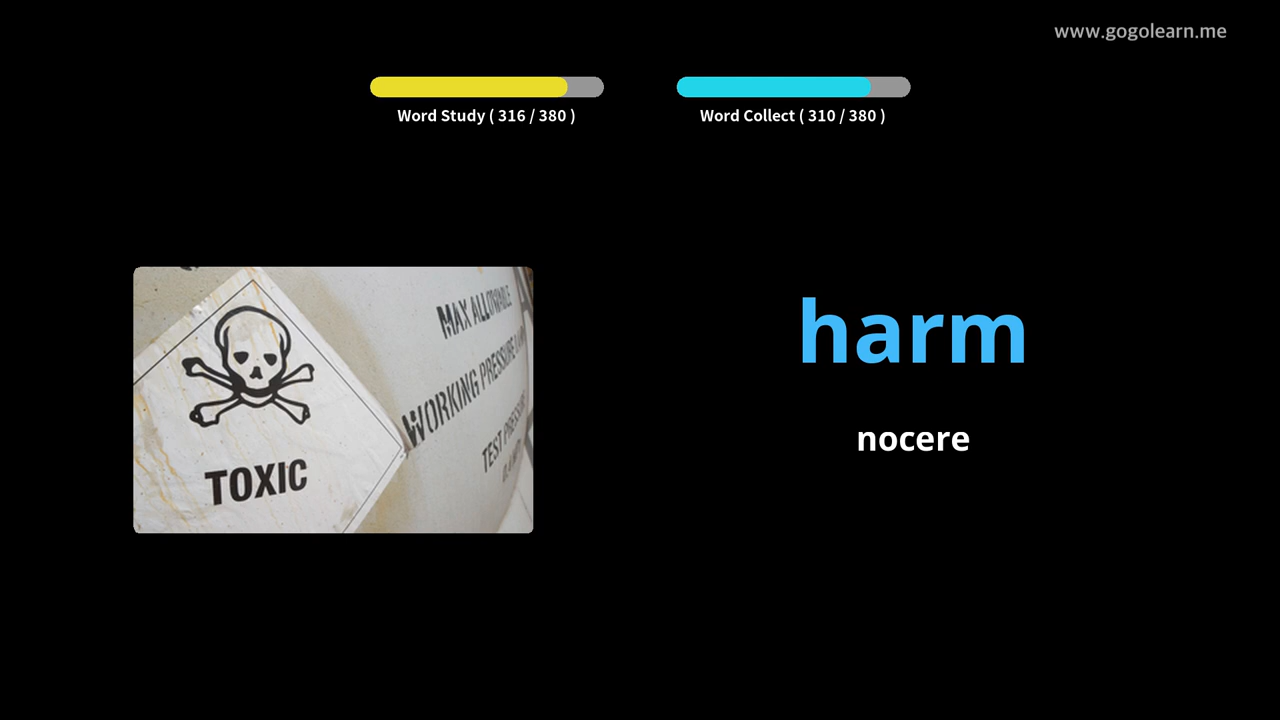 www.gogolearn.me
Word Study ( 316 / 380 )
Word Collect ( 310 / 380 )
MAX ALLOWABLE
WORKING PRESSURE
TEST PRESSURE
TOXIC
harm
nocere